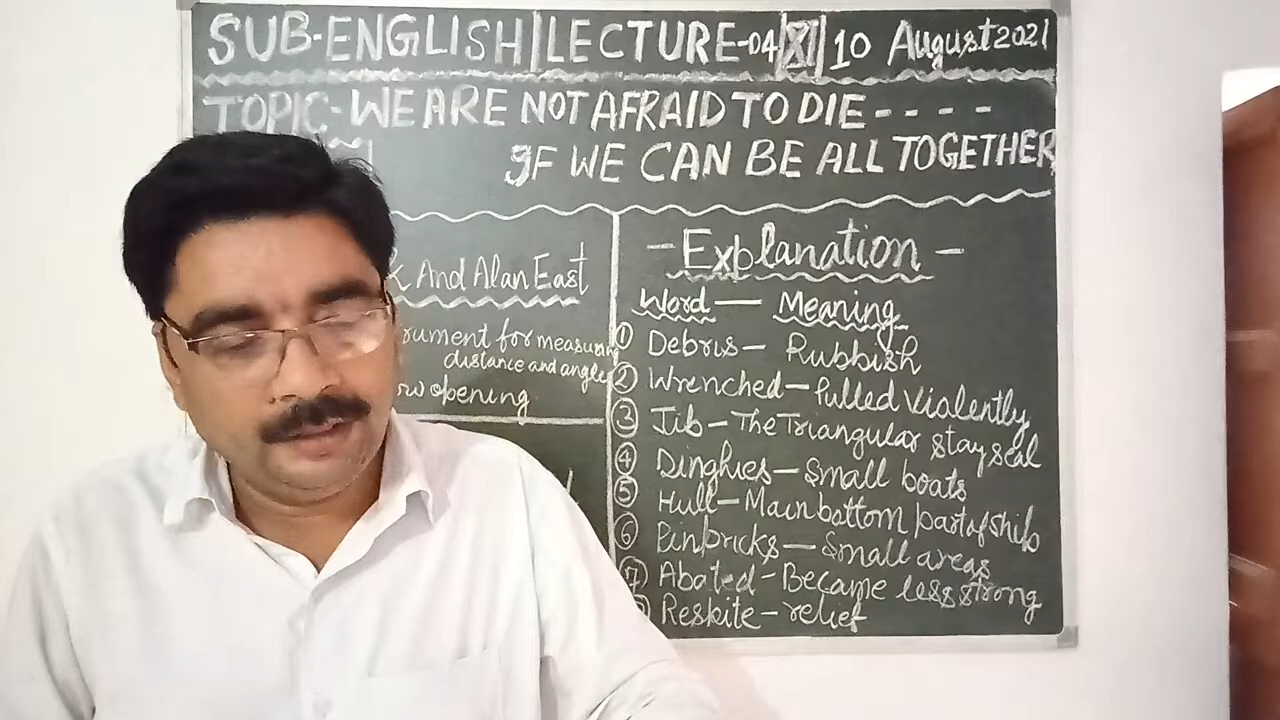 SUB-ENGLISH|LECTURE-04|XI|10 August 2021
TOPIC:-WE ARE NOT AFRAID TO DIE----
IF WE CAN BE ALL TOGETHER
And Alan East
rument for measuring
distance and angle
opening
- Explanation -
Word — Meaning
① Debris — Rubbish
② Wrenched — Pulled Violently
③ Jib — The Triangular stay seal
④ Dinghies — Small boats
⑤ Hull — Main bottom part of ship
⑥ Pinpricks — Small areas
⑦ Abated - Became less strong
Respite - relief